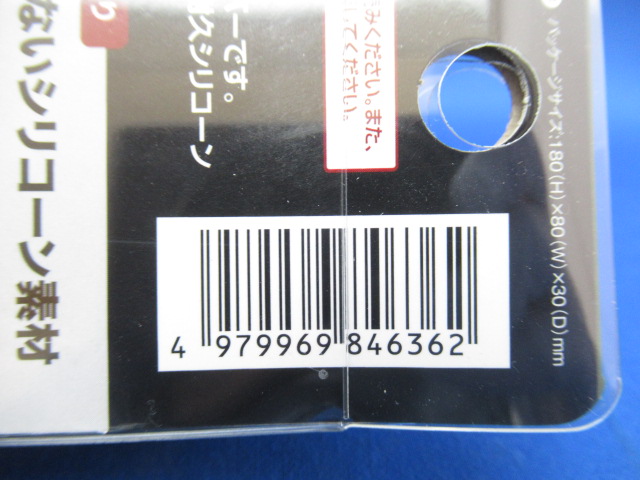 ないシリコーン素材
ーです。
久シリコーン
みください。また、
してください。
パッケージサイズ:180(H)×80(W)×30(D)mm
4 979969 846362